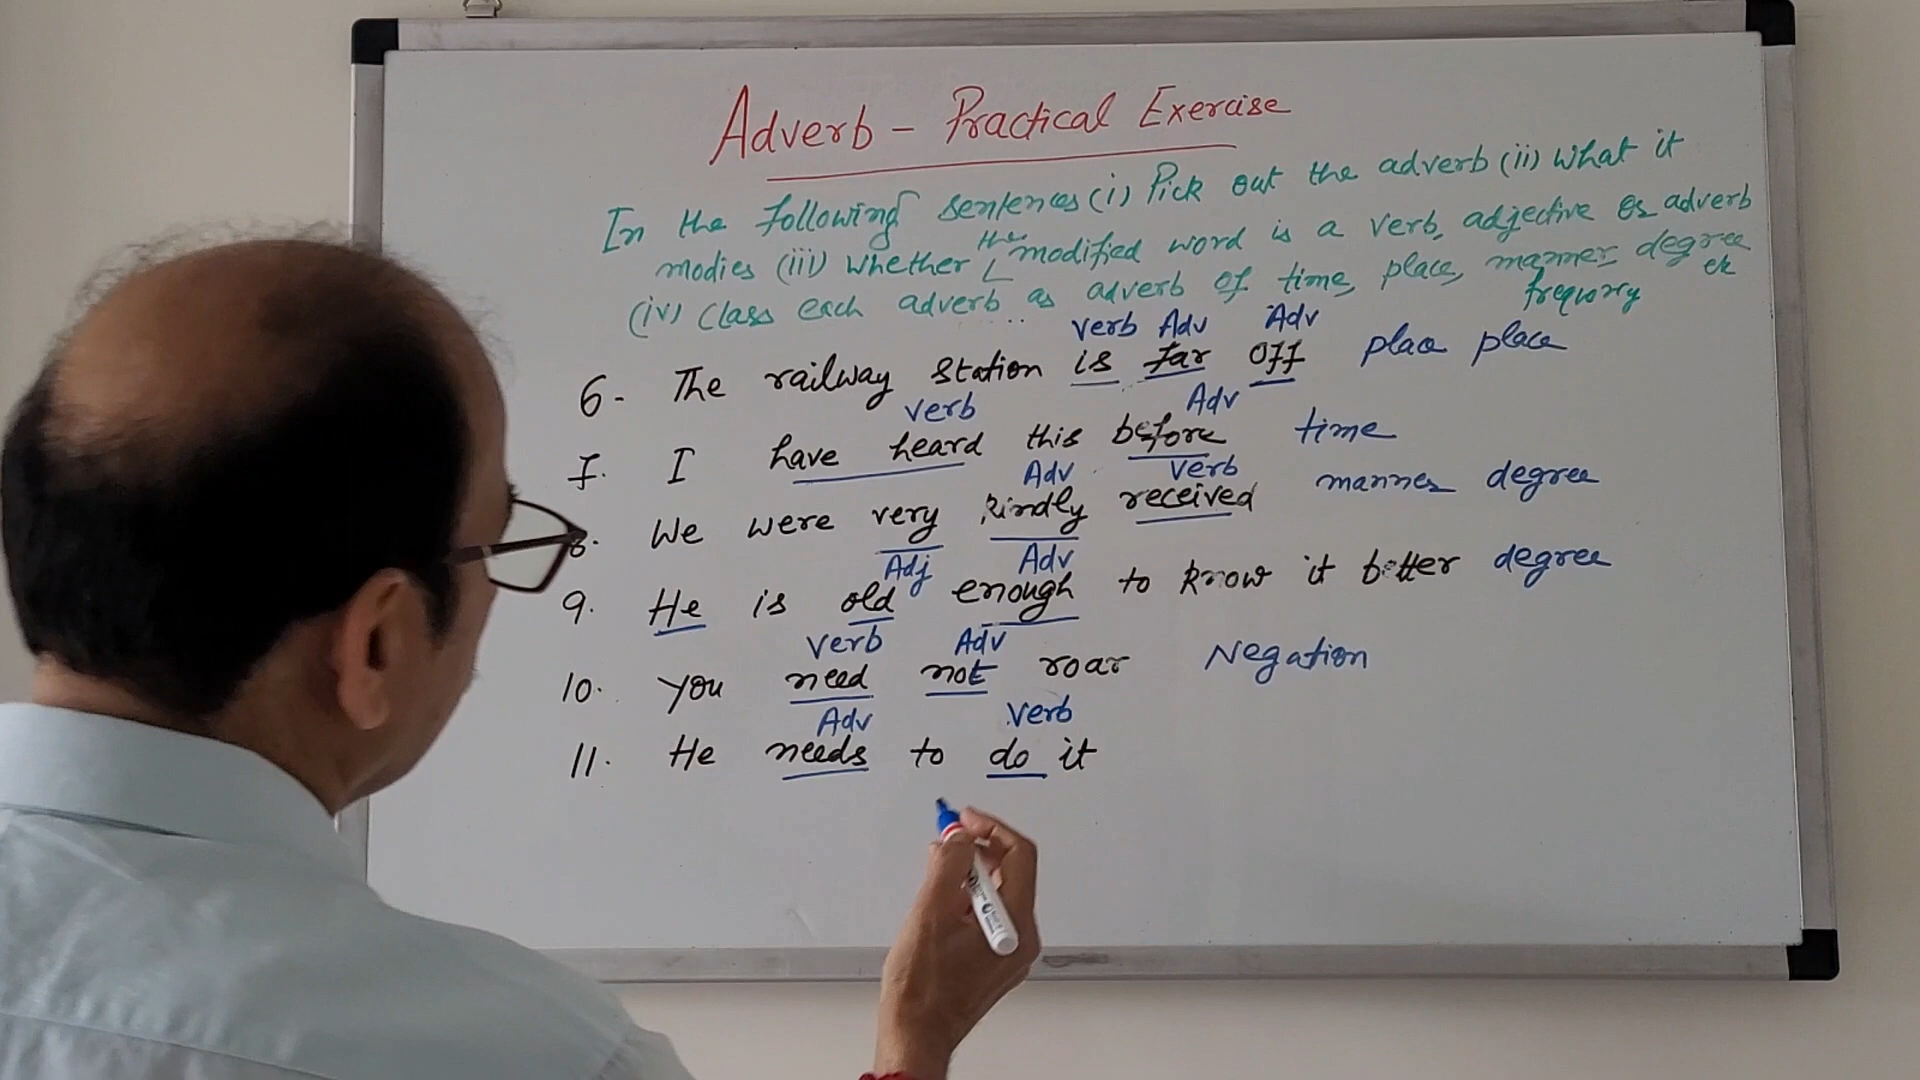 Adverb - Practical Exercise
In the following sentences (i) Pick out the adverb (ii) what it
modies (iii) whether the modified word is a verb, adjective or adverb
(iv) class each adverb as adverb of time, place, manner degree
or frequency
verb Adv Adv
6- The railway station is far off place place
verb Adv
7. I have heard this before time
Adv verb
8. We were very kindly received manner degree
Adj Adv
9. He is old enough to know it better degree
verb Adv
10. you need not roar Negation
Adv verb
11. He needs to do it